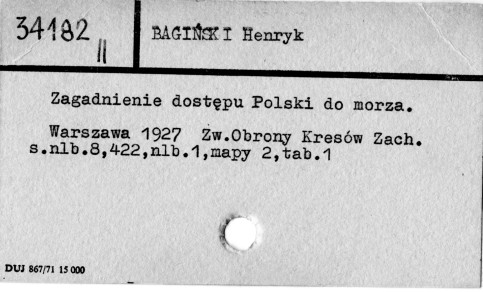 34182
II
BAGIŃSKI Henryk
Zagadnienie dostępu Polski do morza.
Warszawa 1927 Zw.Obrony Kresów Zach.
s.nlb.8,422,nlb.1,mapy 2,tab.1
DUJ 867/71 15 000